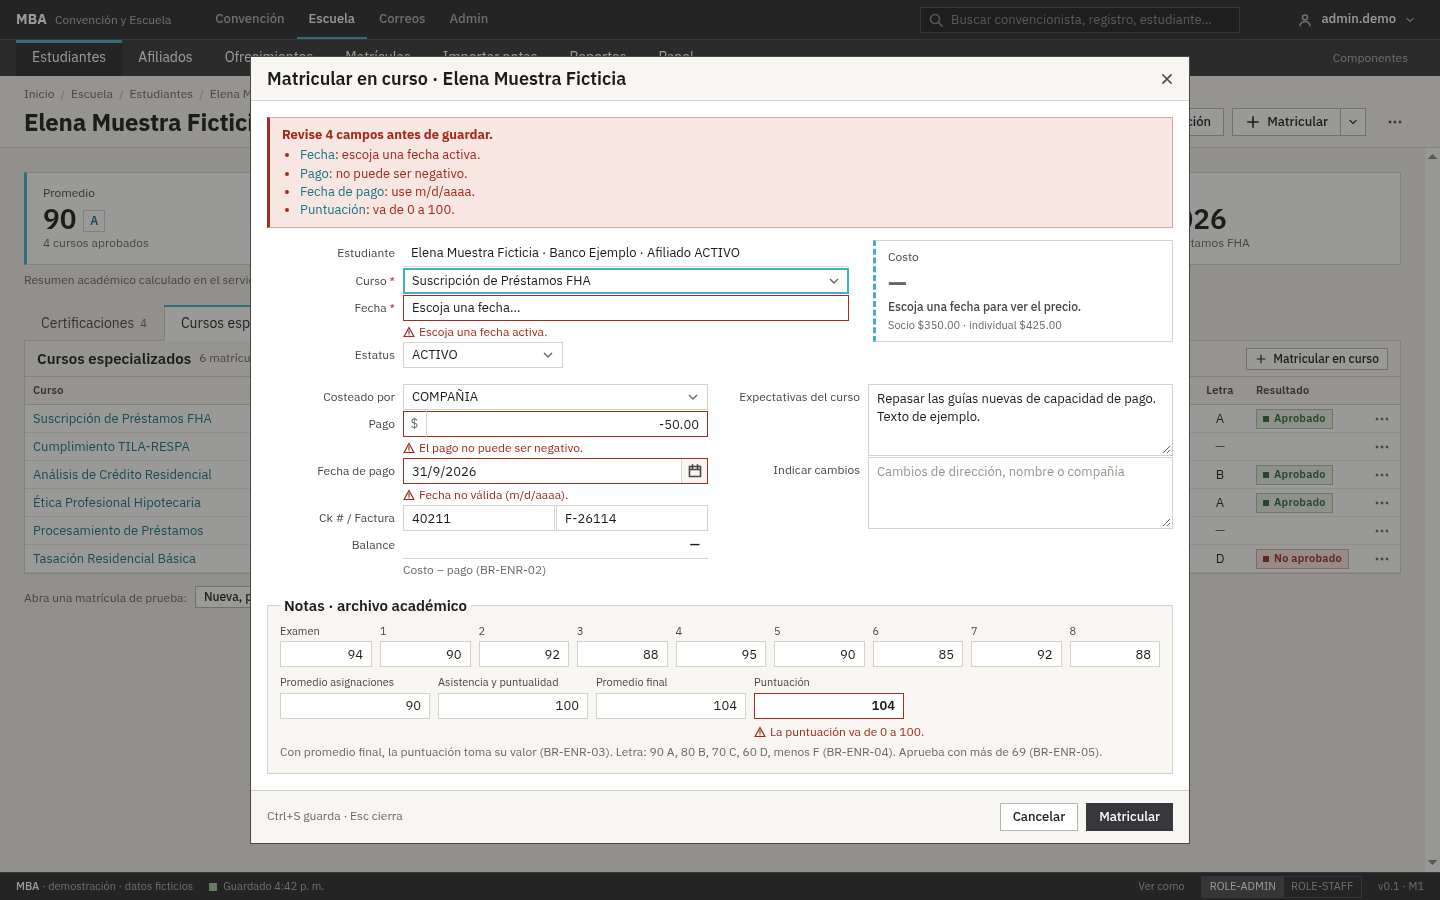 MBA Convención y Escuela Convención Escuela Correos Admin Buscar convencionista, registro, estudiante... admin.demo
Estudiantes Afiliados Componentes
Inicio / Escuela / Estudiantes / Elena M
Elena Muestra Fictici
Matricular
Promedio
90 A
4 cursos aprobados
Resumen académico calculado en el servi
Certificaciones 4 Cursos esp
Cursos especializados 6 matrícu
Matricular en curso
Curso Letra Resultado
Suscripción de Préstamos FHA A Aprobado
Cumplimiento TILA-RESPA —
Análisis de Crédito Residencial B Aprobado
Ética Profesional Hipotecaria A Aprobado
Procesamiento de Préstamos —
Tasación Residencial Básica D No aprobado
Abra una matrícula de prueba: Nueva, p
Matricular en curso · Elena Muestra Ficticia
Revise 4 campos antes de guardar.
• Fecha: escoja una fecha activa.
• Pago: no puede ser negativo.
• Fecha de pago: use m/d/aaaa.
• Puntuación: va de 0 a 100.
Estudiante Elena Muestra Ficticia · Banco Ejemplo · Afiliado ACTIVO
Curso * Suscripción de Préstamos FHA
Fecha * Escoja una fecha...
Escoja una fecha activa.
Estatus ACTIVO
Costo
—
Escoja una fecha para ver el precio.
Socio $350.00 · individual $425.00
Costeado por COMPAÑIA
Pago $ -50.00
El pago no puede ser negativo.
Fecha de pago 31/9/2026
Fecha no válida (m/d/aaaa).
Ck # / Factura 40211 F-26114
Balance —
Costo − pago (BR-ENR-02)
Expectativas del curso Repasar las guías nuevas de capacidad de pago.
Texto de ejemplo.
Indicar cambios Cambios de dirección, nombre o compañía
Notas · archivo académico
Examen 1 2 3 4 5 6 7 8
94 90 92 88 95 90 85 92 88
Promedio asignaciones Asistencia y puntualidad Promedio final Puntuación
90 100 104 104
La puntuación va de 0 a 100.
Con promedio final, la puntuación toma su valor (BR-ENR-03). Letra: 90 A, 80 B, 70 C, 60 D, menos F (BR-ENR-04). Aprueba con más de 69 (BR-ENR-05).
Ctrl+S guarda · Esc cierra Cancelar Matricular
MBA · demostración · datos ficticios Guardado 4:42 p. m. Ver como ROLE-ADMIN ROLE-STAFF v0.1 · M1